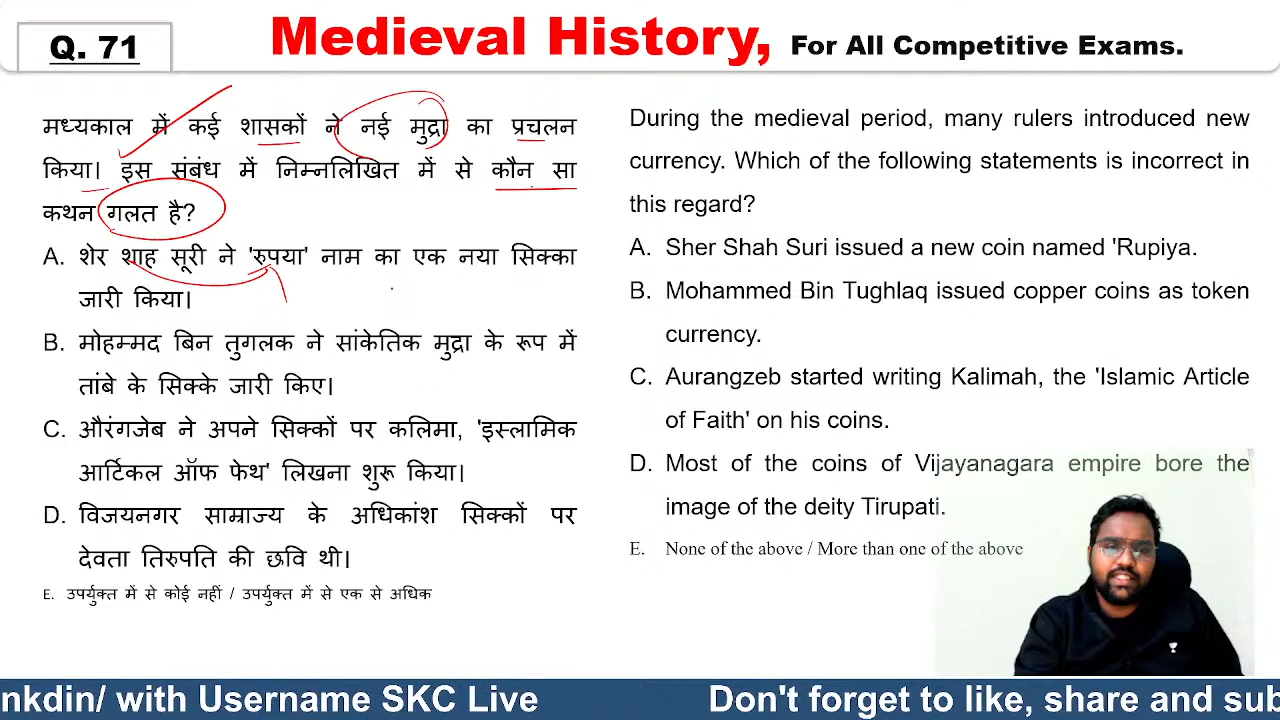 Q. 71
Medieval History, For All Competitive Exams.
मध्यकाल में कई शासकों ने नई मुद्रा का प्रचलन
किया। इस संबंध में निम्नलिखित में से कौन सा
कथन गलत है?
A. शेर शाह सूरी ने 'रुपया' नाम का एक नया सिक्का
जारी किया।
B. मोहम्मद बिन तुगलक ने सांकेतिक मुद्रा के रूप में
तांबे के सिक्के जारी किए।
C. औरंगजेब ने अपने सिक्कों पर कलिमा, 'इस्लामिक
आर्टिकल ऑफ फेथ' लिखना शुरू किया।
D. विजयनगर साम्राज्य के अधिकांश सिक्कों पर
देवता तिरुपति की छवि थी।
E. उपर्युक्त में से कोई नहीं / उपर्युक्त में से एक से अधिक
During the medieval period, many rulers introduced new
currency. Which of the following statements is incorrect in
this regard?
A. Sher Shah Suri issued a new coin named 'Rupiya.
B. Mohammed Bin Tughlaq issued copper coins as token
currency.
C. Aurangzeb started writing Kalimah, the 'Islamic Article
of Faith' on his coins.
D. Most of the coins of Vijayanagara empire bore the
image of the deity Tirupati.
E. None of the above / More than one of the above
nkdin/ with Username SKC Live Don't forget to like, share and sub